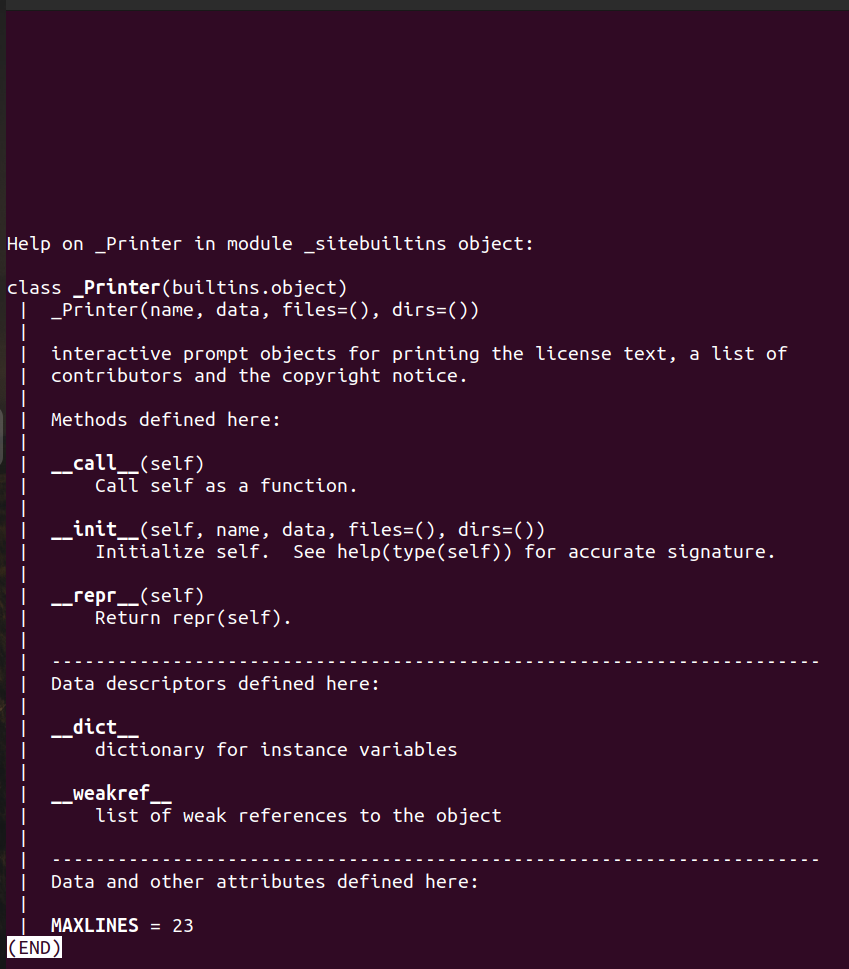 Help on _Printer in module _sitebuiltins object:

class _Printer(builtins.object)
 |  _Printer(name, data, files=(), dirs=())
 |
 |  interactive prompt objects for printing the license text, a list of
 |  contributors and the copyright notice.
 |
 |  Methods defined here:
 |
 |  __call__(self)
 |      Call self as a function.
 |
 |  __init__(self, name, data, files=(), dirs=())
 |      Initialize self.  See help(type(self)) for accurate signature.
 |
 |  __repr__(self)
 |      Return repr(self).
 |
 |  ----------------------------------------------------------------------
 |  Data descriptors defined here:
 |
 |  __dict__
 |      dictionary for instance variables
 |
 |  __weakref__
 |      list of weak references to the object
 |
 |  ----------------------------------------------------------------------
 |  Data and other attributes defined here:
 |
 |  MAXLINES = 23
(END)